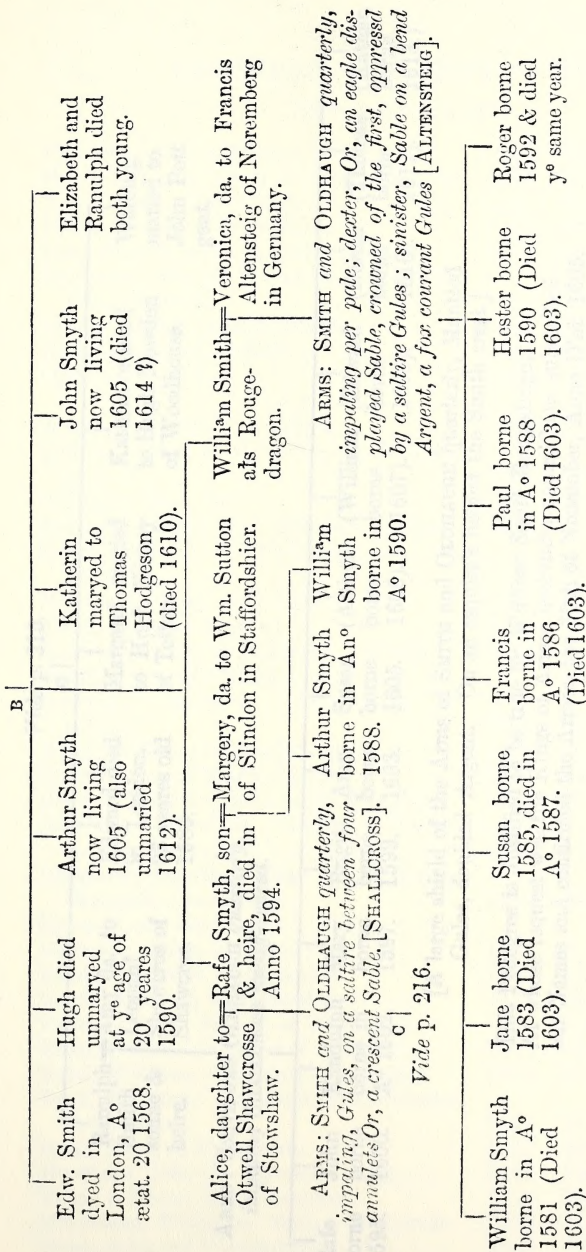 B
Edw. Smith
dyed in
London, Aº
ætat. 20 1568.
Hugh died
unmaryed
at yᵉ age of
20 yeares
1590.
Arthur Smyth
now living
1605 (also
unmaried
1612).
Katherin
maryed to
Thomas
Hodgeson
(died 1610).
John Smyth
now living
1605 (died
1614 ?)
Elizabeth and
Ranulph died
both young.
Alice, daughter to=Rafe Smyth, son=Margery, da. to Wm. Sutton
Otwell Shawcrosse & heire, died in of Slindon in Staffordshier.
of Stowshaw. Anno 1594.
Williᵃm Smith=Veronica, da. to Francis
aɫs Rouge- Altensteig of Noremberg
dragon. in Germany.
ARMS: SMITH and OLDHAUGH quarterly,
impaling, Gules, on a saltire between four
annulets Or, a crescent Sable. [SHALLCROSS].
C
Vide p. 216.
Arthur Smyth
borne in Anº
1588.
Williᵃm
Smyth
borne in
Aº 1590.
ARMS: SMITH and OLDHAUGH quarterly,
impaling per pale; dexter, Or, an eagle dis-
played Sable, crowned of the first, oppressd
by a saltire Gules; sinister, Sable on a bend
Argent, a fox courant Gules [ALTENSTEIG].
William Smyth
borne in Aº
1581 (Died
1603).
Jane borne
1583 (Died
1603).
Susan borne
1585, died in
Aº 1587.
Francis
borne in
Aº 1586
(Died 1603).
Paul borne
in Aº 1588
(Died 1603).
Hester borne
1590 (Died
1603).
Roger borne
1592 & died
yᵉ same year.